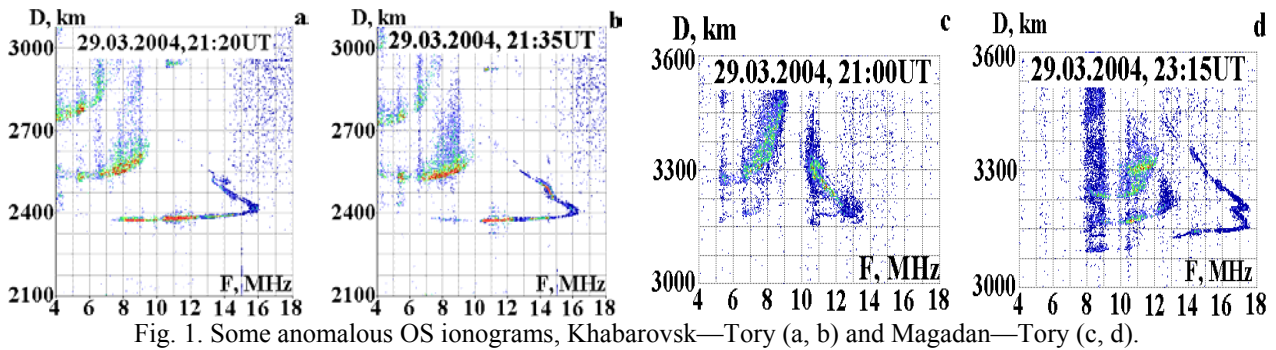 D, km a
29.03.2004,21:20UT
3000
2700
2400
2100
F, MHz
4 6 8 10 12 14 16 18
D, km b
29.03.2004, 21:35UT
3000
2700
2400
2100
F, MHz
4 6 8 10 12 14 16 18
D, km c
3600
29.03.2004, 21:00UT
3300
3000
F, MHz
4 6 8 10 12 14 16 18
D, km d
3600
29.03.2004, 23:15UT
3300
3000
F, MHz
4 6 8 10 12 14 16 18
Fig. 1. Some anomalous OS ionograms, Khabarovsk—Tory (a, b) and Magadan—Tory (c, d).